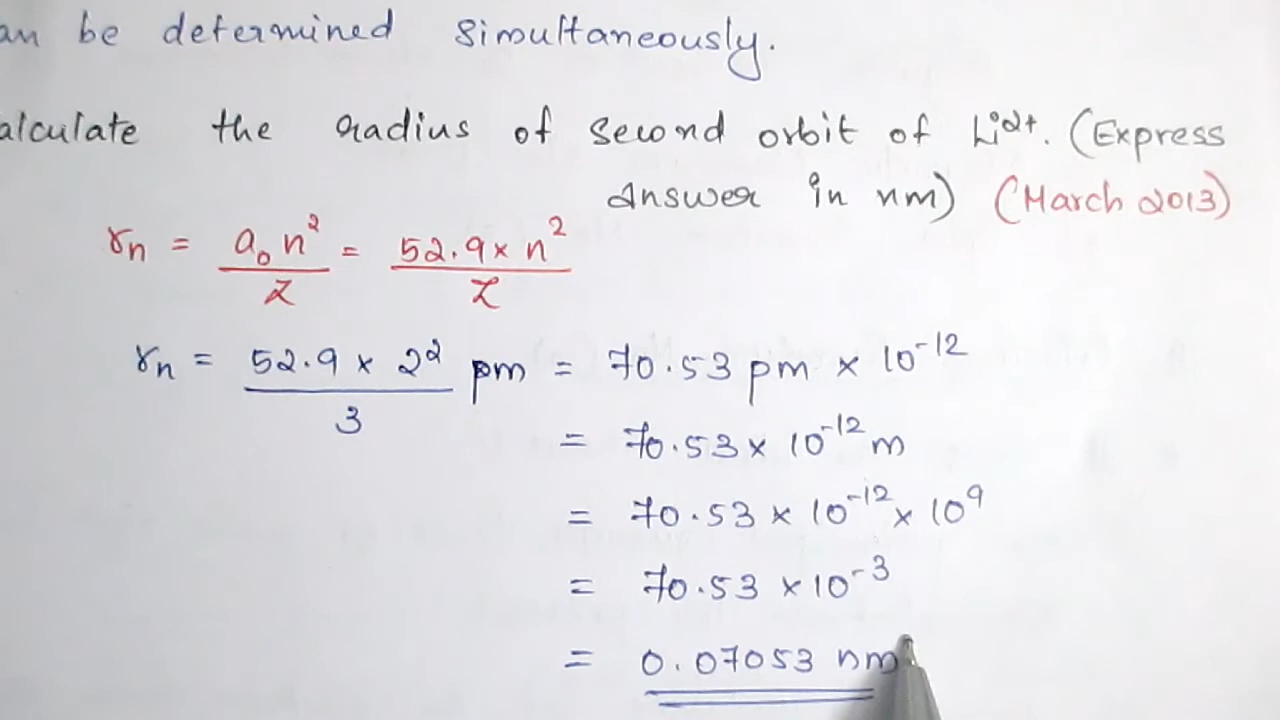 an be determined simultaneously.
alculate the radius of second orbit of Li²⁺. (Express
answer in nm) (March 2013)
rₙ = a₀n²/Z = 52.9 × n²/Z
rₙ = 52.9 × 2²/3 pm = 70.53 pm × 10⁻¹²
= 70.53 × 10⁻¹² m
= 70.53 × 10⁻¹² × 10⁹
= 70.53 × 10⁻³
= 0.07053 nm